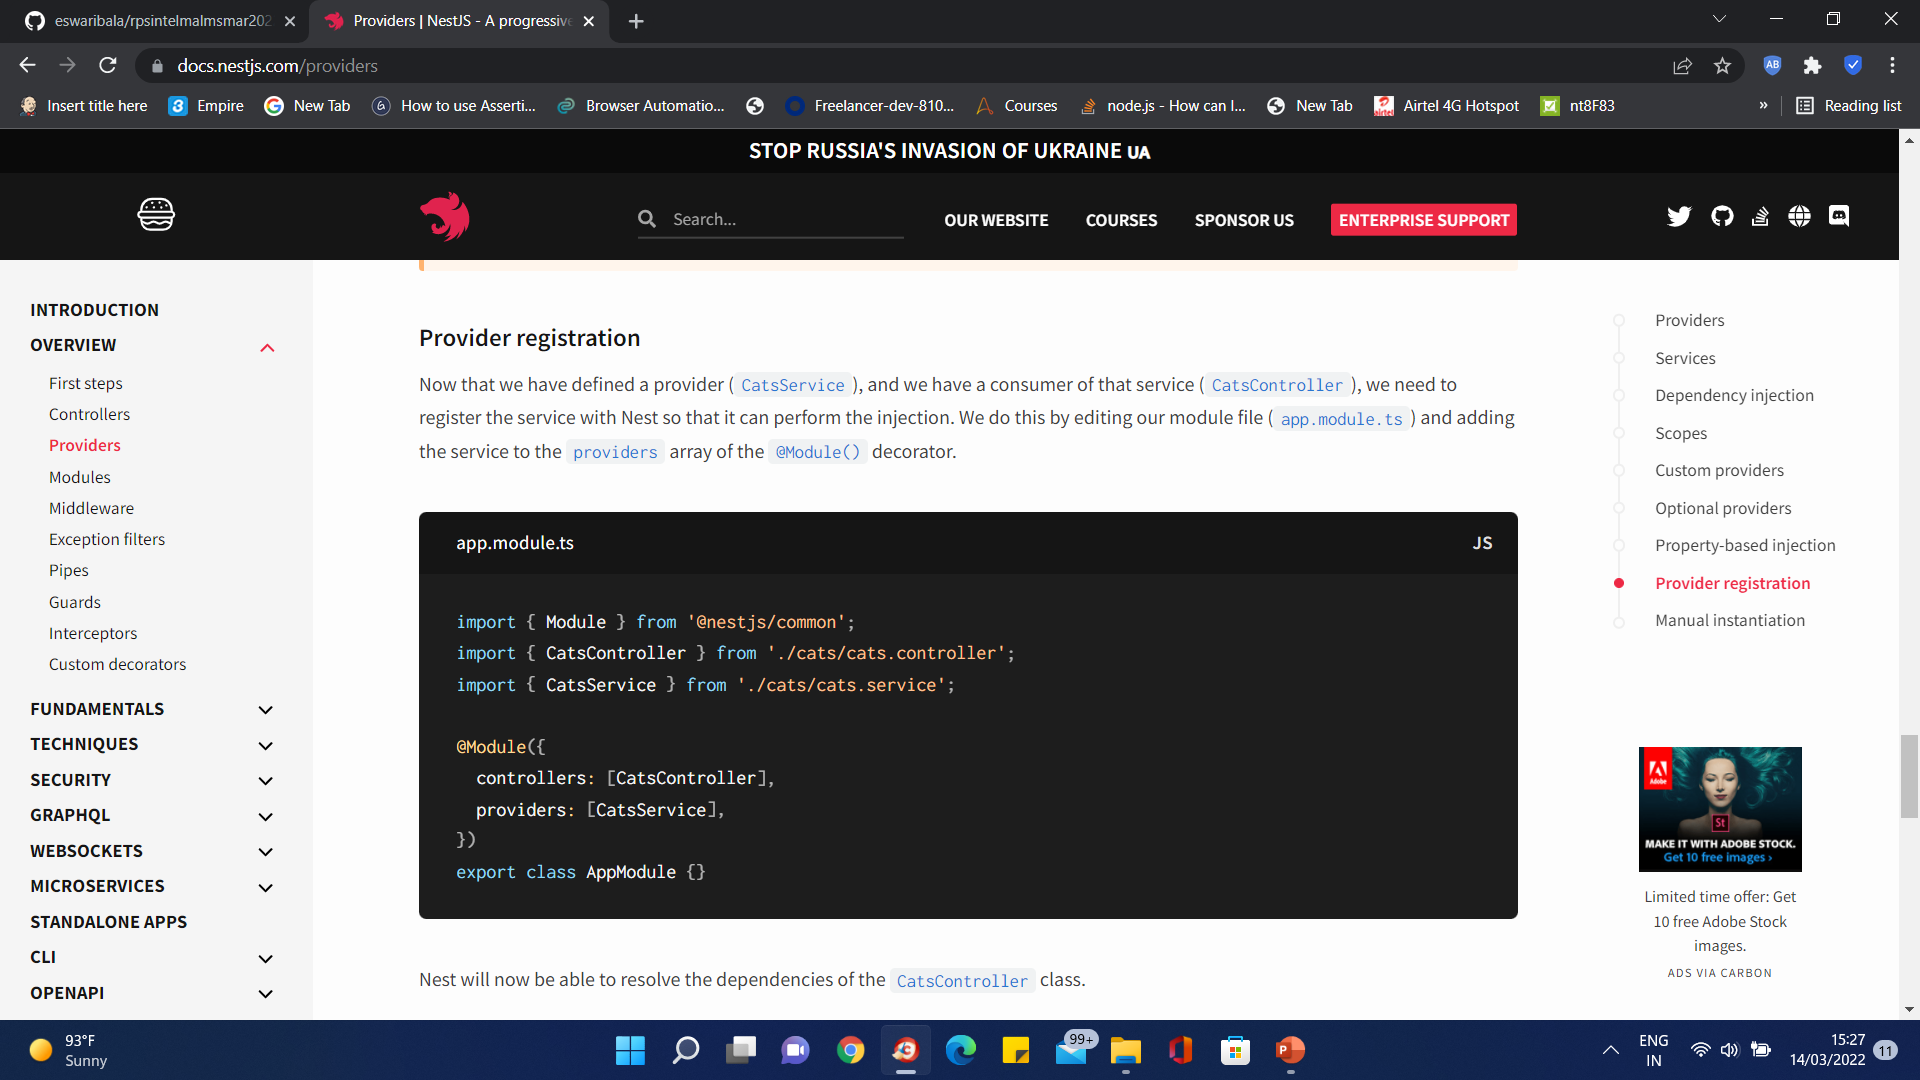 eswaribala/rpsintelmalmsmar202
Providers | NestJS - A progressive
docs.nestjs.com/providers
Insert title here
Empire
New Tab
How to use Asserti...
Browser Automatio...
Freelancer-dev-810...
Courses
node.js - How can I...
New Tab
Airtel 4G Hotspot
nt8F83
»
Reading list
STOP RUSSIA'S INVASION OF UKRAINE UA
Search...
OUR WEBSITE
COURSES
SPONSOR US
ENTERPRISE SUPPORT
INTRODUCTION
OVERVIEW
First steps
Controllers
Providers
Modules
Middleware
Exception filters
Pipes
Guards
Interceptors
Custom decorators
FUNDAMENTALS
TECHNIQUES
SECURITY
GRAPHQL
WEBSOCKETS
MICROSERVICES
STANDALONE APPS
CLI
OPENAPI
Provider registration
Now that we have defined a provider ( CatsService ), and we have a consumer of that service ( CatsController ), we need to
register the service with Nest so that it can perform the injection. We do this by editing our module file ( app.module.ts ) and adding
the service to the providers array of the @Module() decorator.
app.module.ts
JS
import { Module } from '@nestjs/common';
import { CatsController } from './cats/cats.controller';
import { CatsService } from './cats/cats.service';
@Module({
controllers: [CatsController],
providers: [CatsService],
})
export class AppModule {}
Nest will now be able to resolve the dependencies of the CatsController class.
Providers
Services
Dependency injection
Scopes
Custom providers
Optional providers
Property-based injection
Provider registration
Manual instantiation
Adobe
St
MAKE IT WITH ADOBE STOCK.
Get 10 free images ›
Limited time offer: Get
10 free Adobe Stock
images.
ADS VIA CARBON
93°F
Sunny
99+
ENG
IN
15:27
14/03/2022
11